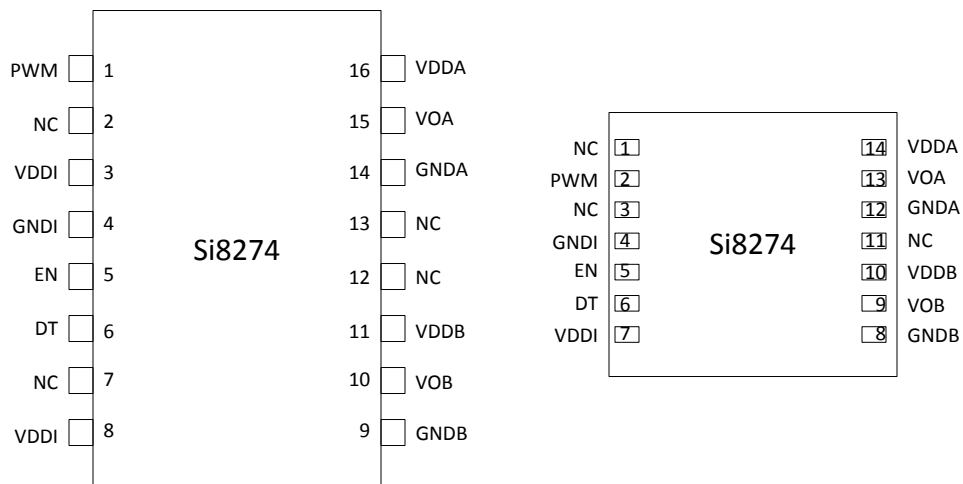 PWM 1 16 VDDA
NC 2 15 VOA
VDDI 3 14 GNDA
GNDI 4 13 NC
Si8274
EN 5 12 NC
DT 6 11 VDDB
NC 7 10 VOB
VDDI 8 9 GNDB
NC 1 14 VDDA
PWM 2 13 VOA
NC 3 12 GNDA
GNDI 4 Si8274 11 NC
EN 5 10 VDDB
DT 6 9 VOB
VDDI 7 8 GNDB